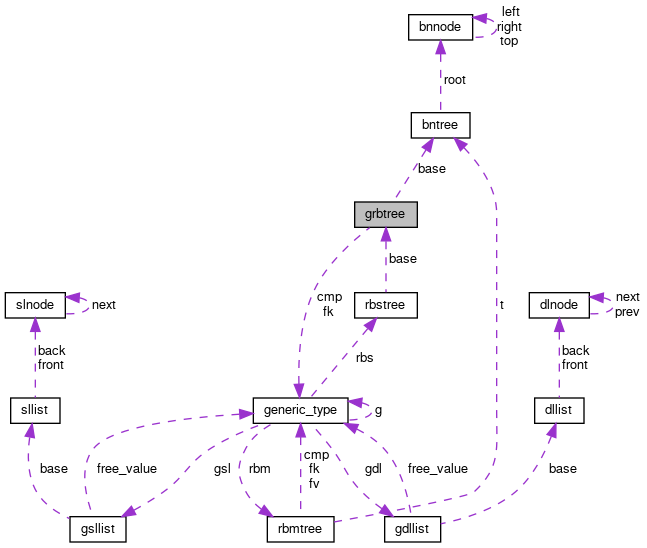 left
bnnode
right
top
root
bntree
base
grbtree
base
cmp
fk
slnode
next
rbstree
t
dlnode
next
prev
back
front
rbs
back
front
sllist
generic_type
g
dllist
base
free_value
gsl
rbm
cmp
fk
fv
gdl
free_value
base
gsllist
rbmtree
gdllist